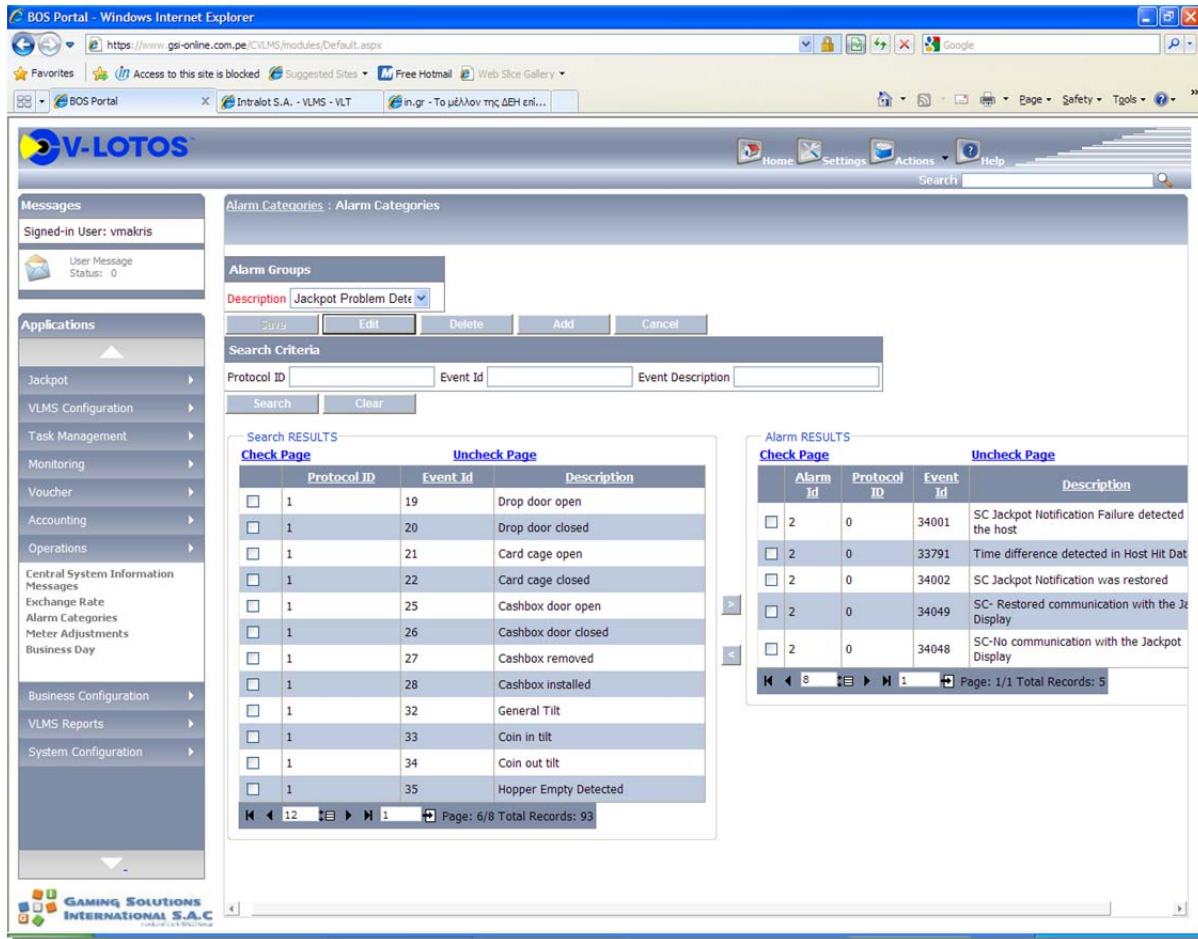 BOS Portal - Windows Internet Explorer
https://www.gsi-online.com.pe/CVLMS/modules/Default.aspx
Google
Favorites
Access to this site is blocked
Suggested Sites
Free Hotmail
Web Slice Gallery
BOS Portal
Intralot S.A. - VLMS - VLT
in.gr - Το μέλλον της ΔΕΗ επί...
Page
Safety
Tools
V-LOTOS
Home
Settings
Actions
Help
Search
Messages
Signed-in User: vmakris
User Message
Status: 0
Applications
Jackpot
VLMS Configuration
Task Management
Monitoring
Voucher
Accounting
Operations
Central System Information
Messages
Exchange Rate
Alarm Categories
Meter Adjustments
Business Day
Business Configuration
VLMS Reports
System Configuration
GAMING SOLUTIONS
INTERNATIONAL S.A.C
Alarm Categories : Alarm Categories
Alarm Groups
Description Jackpot Problem Dete
Save Edit Delete Add Cancel
Search Criteria
Protocol ID Event Id Event Description
Search Clear
Search RESULTS
Check Page Uncheck Page
Protocol ID Event Id Description
1 19 Drop door open
1 20 Drop door closed
1 21 Card cage open
1 22 Card cage closed
1 25 Cashbox door open
1 26 Cashbox door closed
1 27 Cashbox removed
1 28 Cashbox installed
1 32 General Tilt
1 33 Coin in tilt
1 34 Coin out tilt
1 35 Hopper Empty Detected
12 1 Page: 6/8 Total Records: 93
>
<
Alarm RESULTS
Check Page Uncheck Page
Alarm Id Protocol ID Event Id Description
2 0 34001 SC Jackpot Notification Failure detected
the host
2 0 33791 Time difference detected in Host Hit Dat
2 0 34002 SC Jackpot Notification was restored
2 0 34049 SC- Restored communication with the Ja
Display
2 0 34048 SC-No communication with the Jackpot
Display
8 1 Page: 1/1 Total Records: 5